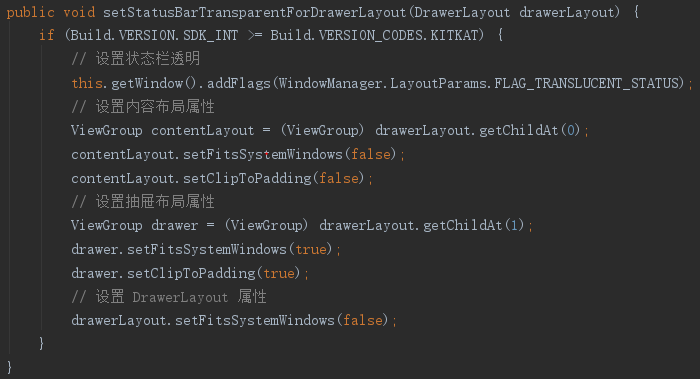 public void setStatusBarTransparentForDrawerLayout(DrawerLayout drawerLayout) {
    if (Build.VERSION.SDK_INT >= Build.VERSION_CODES.KITKAT) {
        // 设置状态栏透明
        this.getWindow().addFlags(WindowManager.LayoutParams.FLAG_TRANSLUCENT_STATUS);
        // 设置内容布局属性
        ViewGroup contentLayout = (ViewGroup) drawerLayout.getChildAt(0);
        contentLayout.setFitsSystemWindows(false);
        contentLayout.setClipToPadding(false);
        // 设置抽屉布局属性
        ViewGroup drawer = (ViewGroup) drawerLayout.getChildAt(1);
        drawer.setFitsSystemWindows(true);
        drawer.setClipToPadding(true);
        // 设置 DrawerLayout 属性
        drawerLayout.setFitsSystemWindows(false);
    }
}